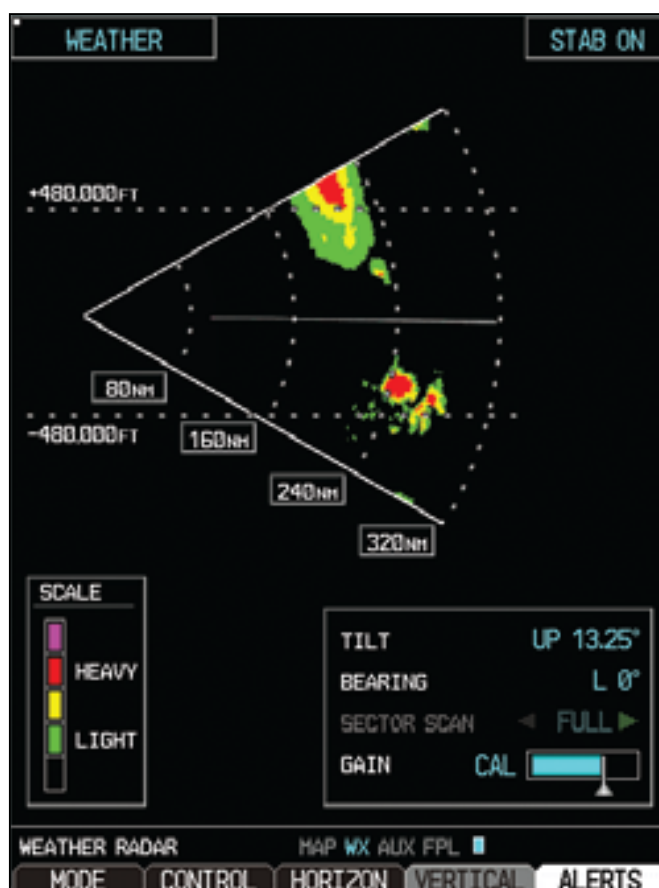 WEATHER STAB ON
+480.000FT
80NM
-480.000FT
160NM
240NM
320NM
SCALE
HEAVY
LIGHT
TILT UP 13.25°
BEARING L 0°
SECTOR SCAN FULL
GAIN CAL
WEATHER RADAR MAP WX AUX FPL
MODE CONTROL HORIZON VERTICAL ALERTS